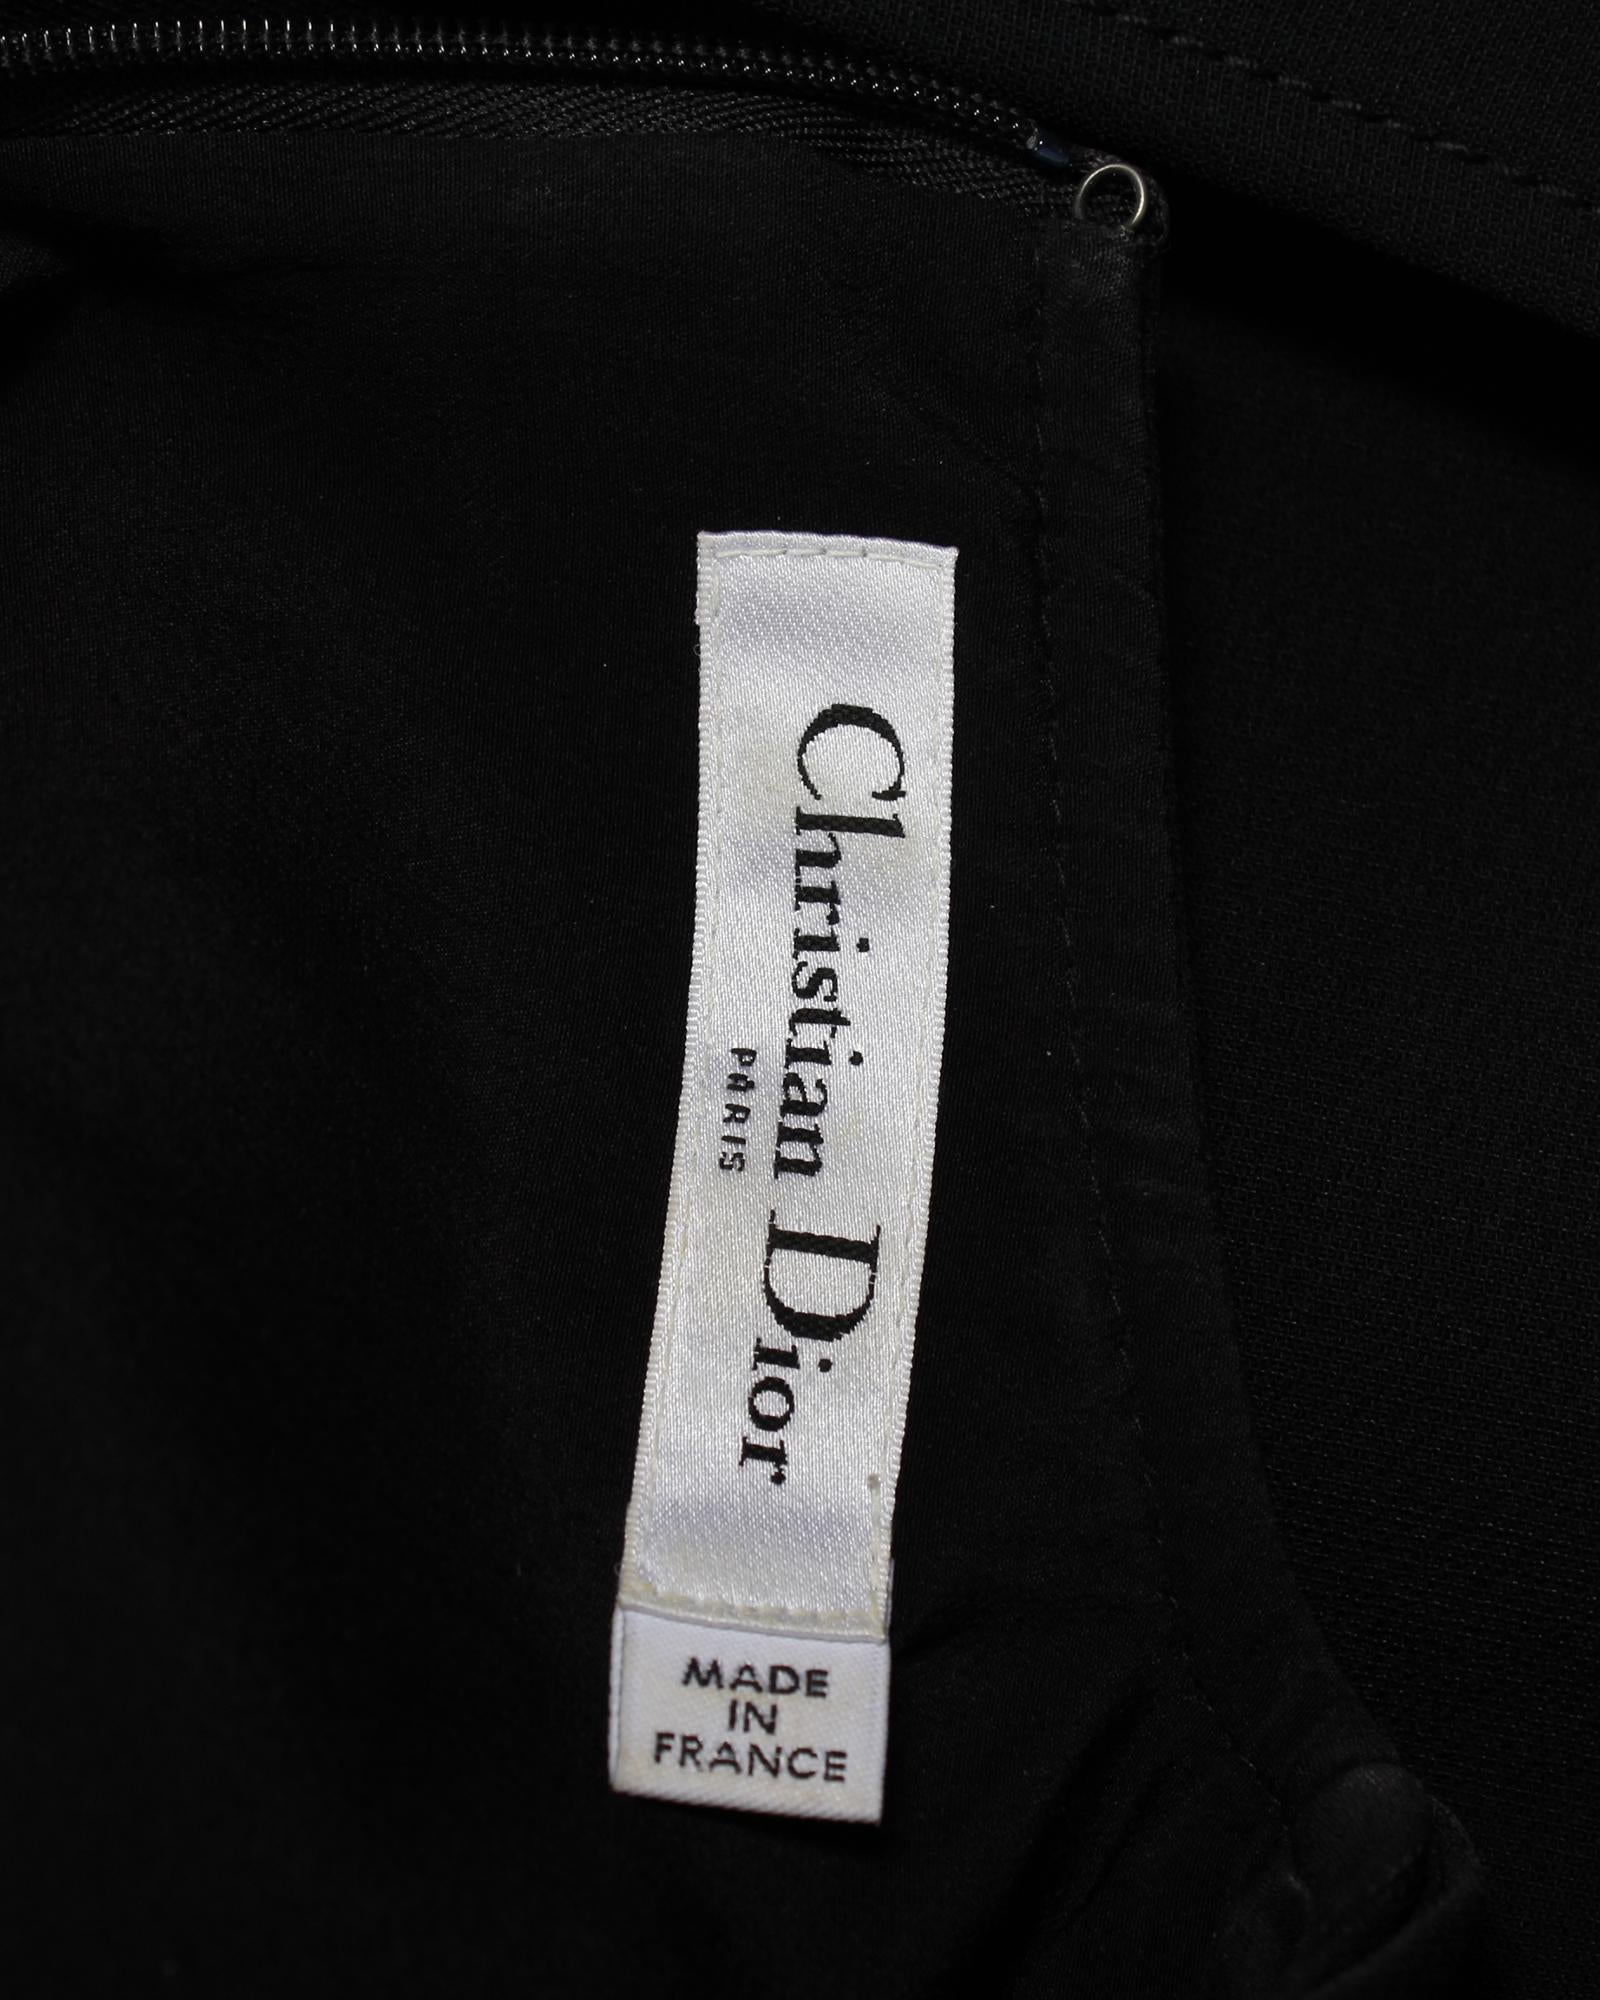 Christian Dior
PARIS
MADE
IN
FRANCE